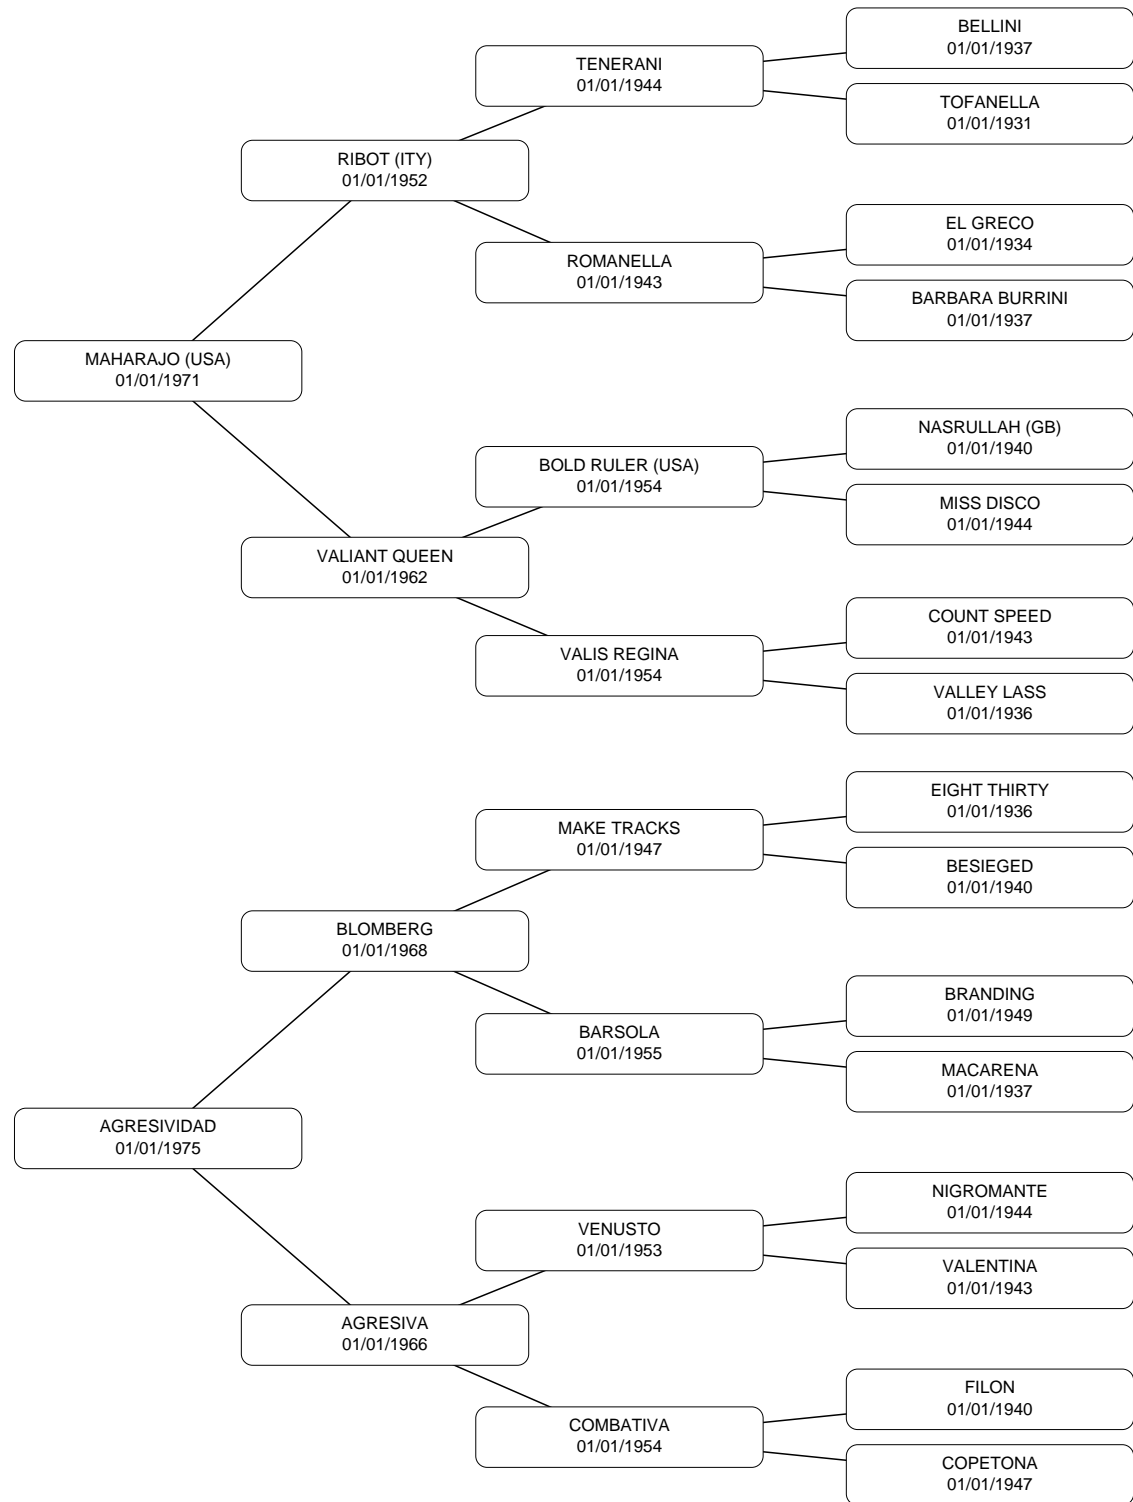 BELLINI
01/01/1937
TENERANI
01/01/1944
TOFANELLA
01/01/1931
RIBOT (ITY)
01/01/1952
EL GRECO
01/01/1934
ROMANELLA
01/01/1943
BARBARA BURRINI
01/01/1937
MAHARAJO (USA)
01/01/1971
NASRULLAH (GB)
01/01/1940
BOLD RULER (USA)
01/01/1954
MISS DISCO
01/01/1944
VALIANT QUEEN
01/01/1962
COUNT SPEED
01/01/1943
VALIS REGINA
01/01/1954
VALLEY LASS
01/01/1936
EIGHT THIRTY
01/01/1936
MAKE TRACKS
01/01/1947
BESIEGED
01/01/1940
BLOMBERG
01/01/1968
BRANDING
01/01/1949
BARSOLA
01/01/1955
MACARENA
01/01/1937
AGRESIVIDAD
01/01/1975
NIGROMANTE
01/01/1944
VENUSTO
01/01/1953
VALENTINA
01/01/1943
AGRESIVA
01/01/1966
FILON
01/01/1940
COMBATIVA
01/01/1954
COPETONA
01/01/1947